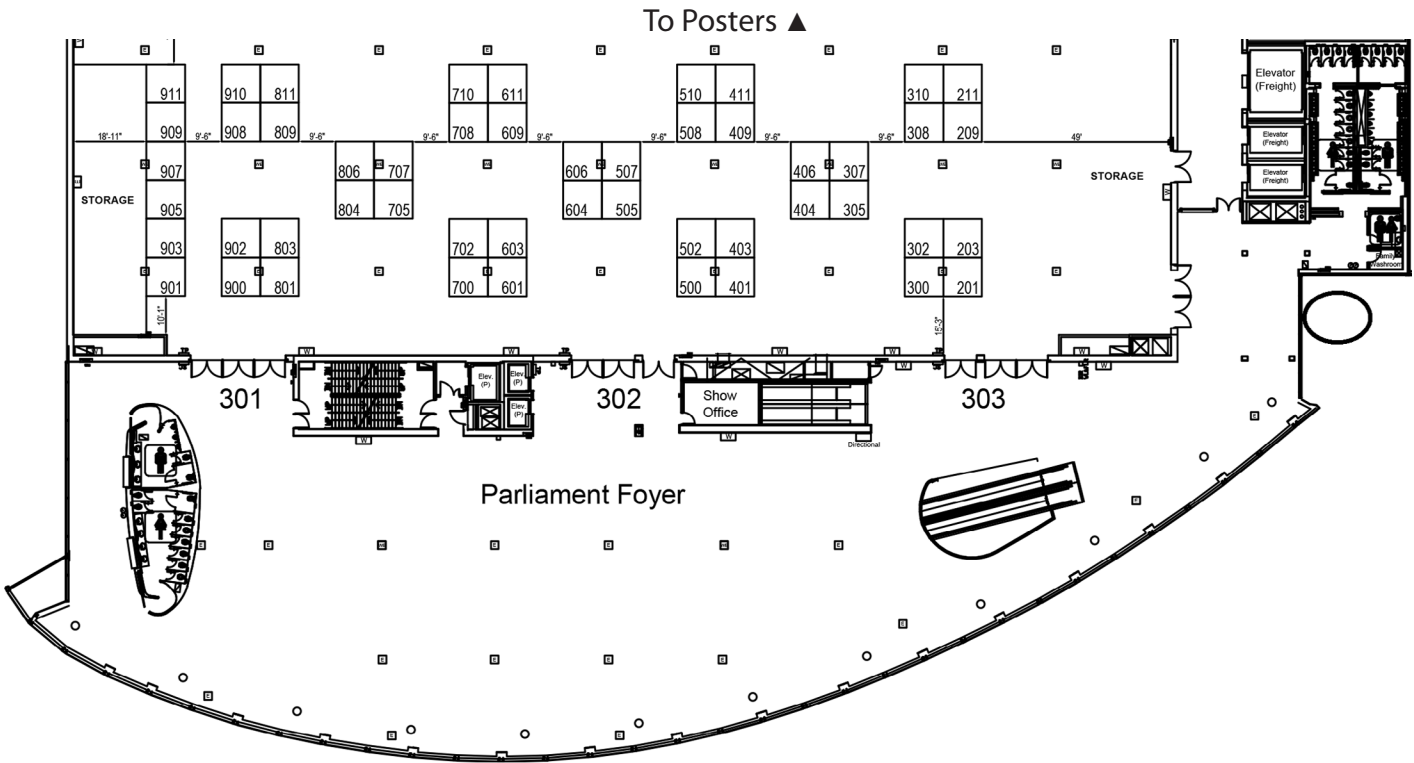 To Posters ▲
911 910 811 710 611 510 411 310 211
909 908 809 708 609 508 409 308 209
18'-11" 9'-6" 9'-6" 9'-6" 9'-6" 9'-6" 9'-6" 9'-6" 49'
907 806 707 606 507 406 307
STORAGE
905 804 705 604 505 404 305
STORAGE
903 902 803 702 603 502 403 302 203
901 900 801 700 601 500 401 300 201
10'-1"
Elevator
(Freight)
Elevator
(Freight)
Elevator
(Freight)
Family
Washroom
W W W W W W W
301
Elev.
(P)
Elev.
(P)
Elev.
(P)
302
Show
Office
303
W W
Directional
Parliament Foyer